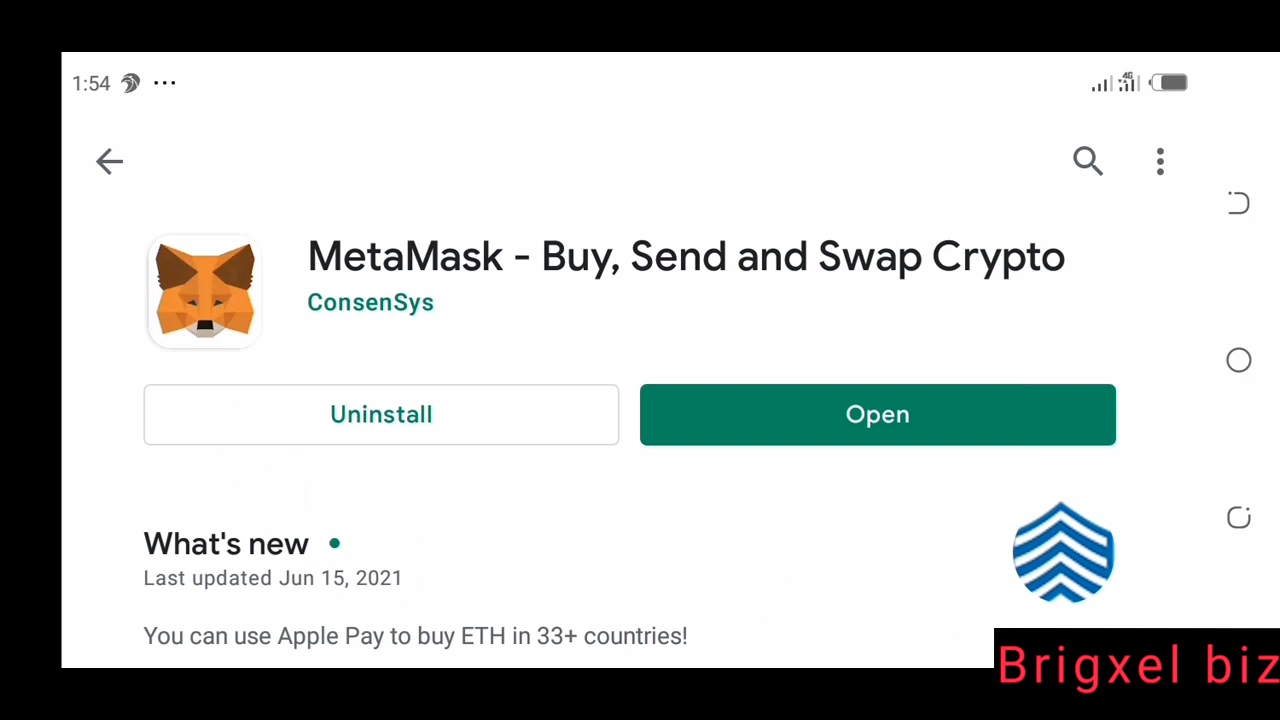 1:54
4G
MetaMask - Buy, Send and Swap Crypto
ConsenSys
Uninstall
Open
What's new
Last updated Jun 15, 2021
You can use Apple Pay to buy ETH in 33+ countries!
Brigxel biz